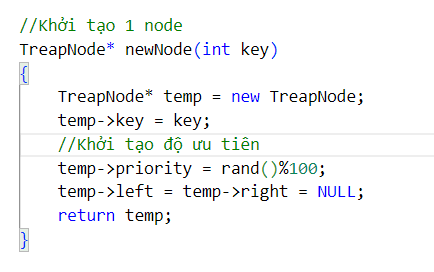 //Khởi tạo 1 node
TreapNode* newNode(int key)
{
    TreapNode* temp = new TreapNode;
    temp->key = key;
    //Khởi tạo độ ưu tiên
    temp->priority = rand()%100;
    temp->left = temp->right = NULL;
    return temp;
}